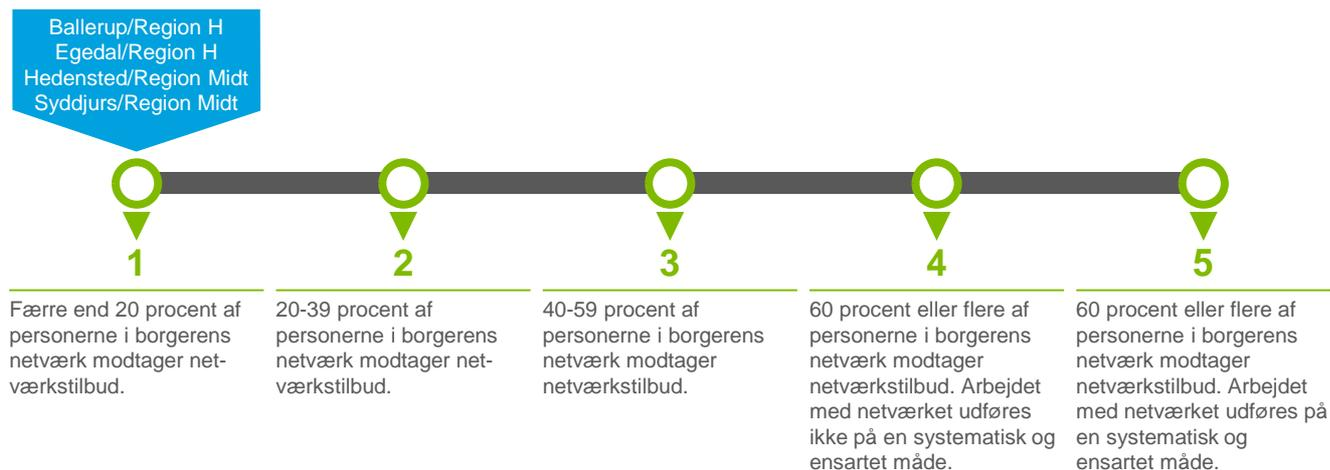 Ballerup/Region H
Egedal/Region H
Hedensted/Region Midt
Syddjurs/Region Midt
1
Færre end 20 procent af
personerne i borgerens
netværk modtager net-
værkstilbud.
2
20-39 procent af
personerne i borgerens
netværk modtager net-
værkstilbud.
3
40-59 procent af
personerne i borgerens
netværk modtager
netværkstilbud.
4
60 procent eller flere af
personerne i borgerens
netværk modtager
netværkstilbud. Arbejdet
med netværket udføres
ikke på en systematisk og
ensartet måde.
5
60 procent eller flere af
personerne i borgerens
netværk modtager
netværkstilbud. Arbejdet
med netværket udføres på
en systematisk og
ensartet måde.